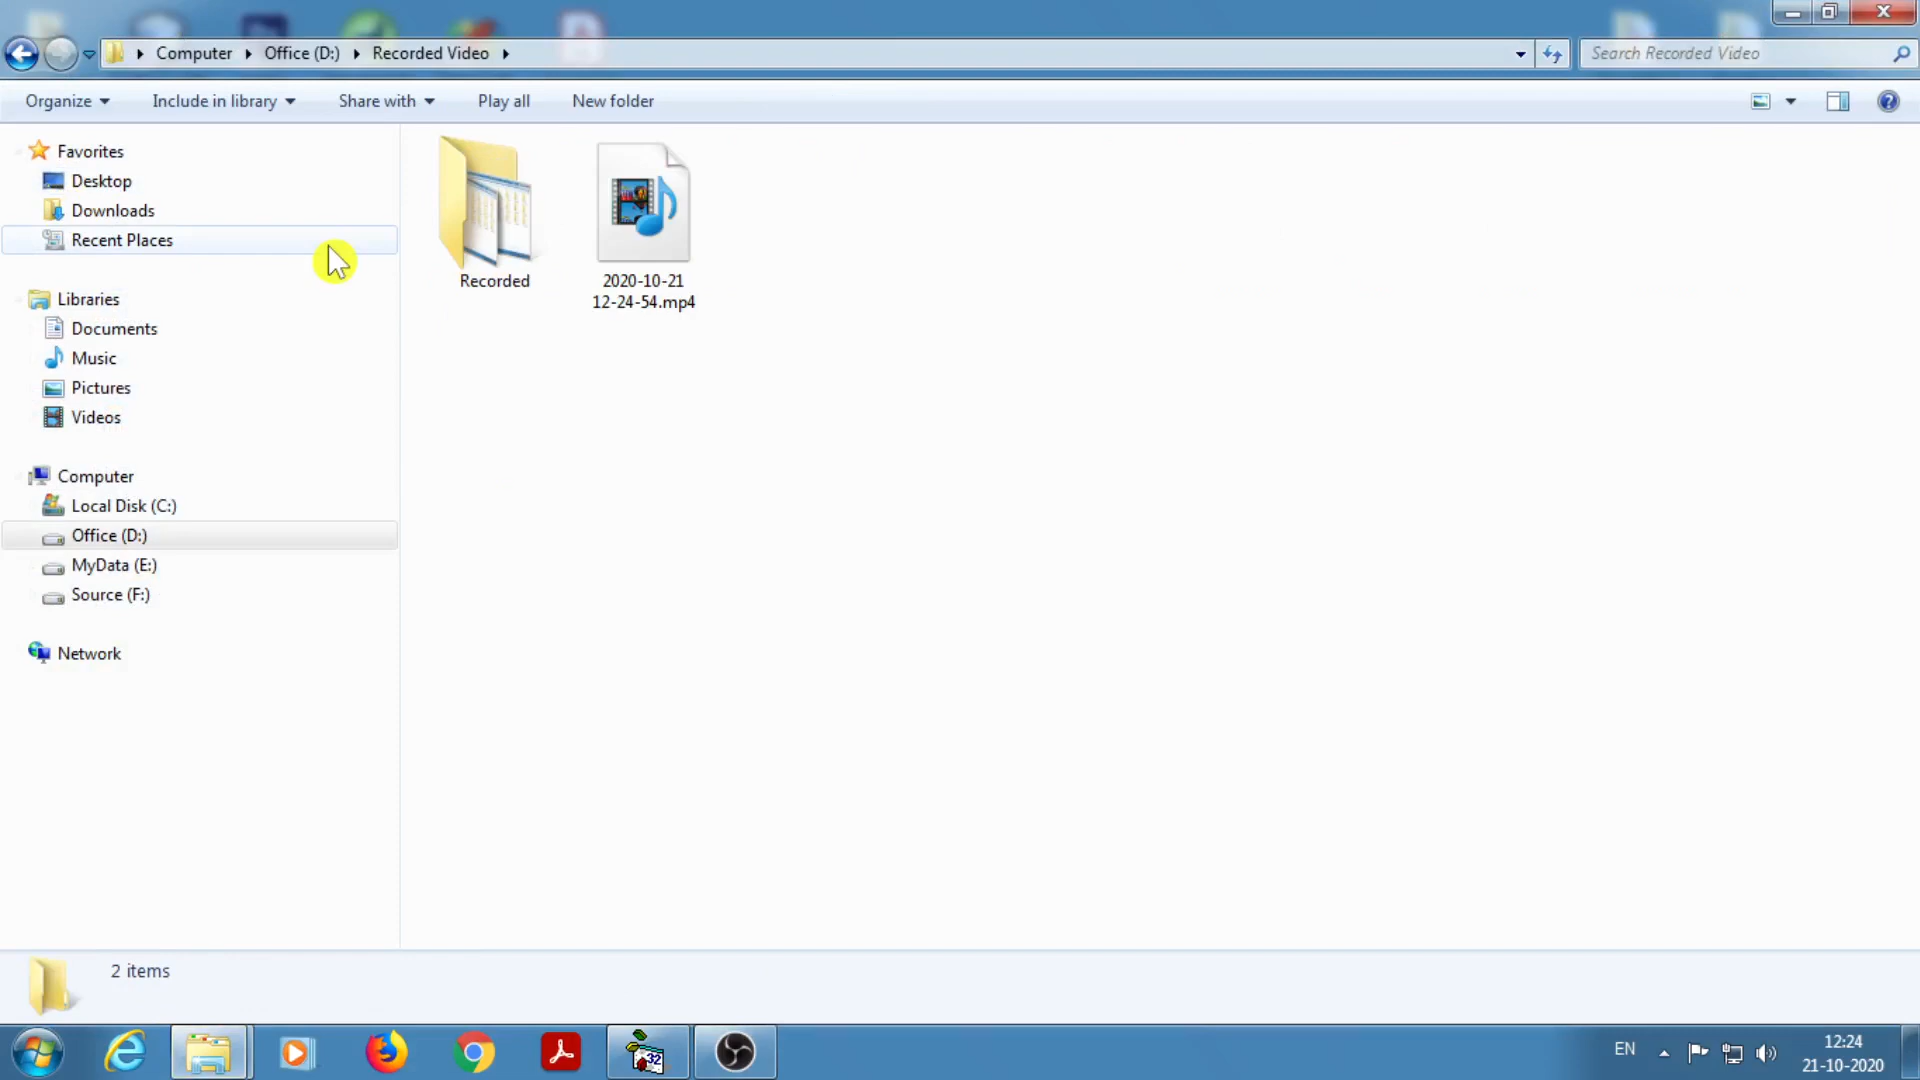 Computer Office (D:) Recorded Video
Search Recorded Video
Organize Include in library Share with Play all New folder
Favorites
Desktop
Downloads
Recent Places
Libraries
Documents
Music
Pictures
Videos
Computer
Local Disk (C:)
Office (D:)
MyData (E:)
Source (F:)
Network
Recorded
2020-10-21
12-24-54.mp4
2 items
32
EN
12:24
21-10-2020